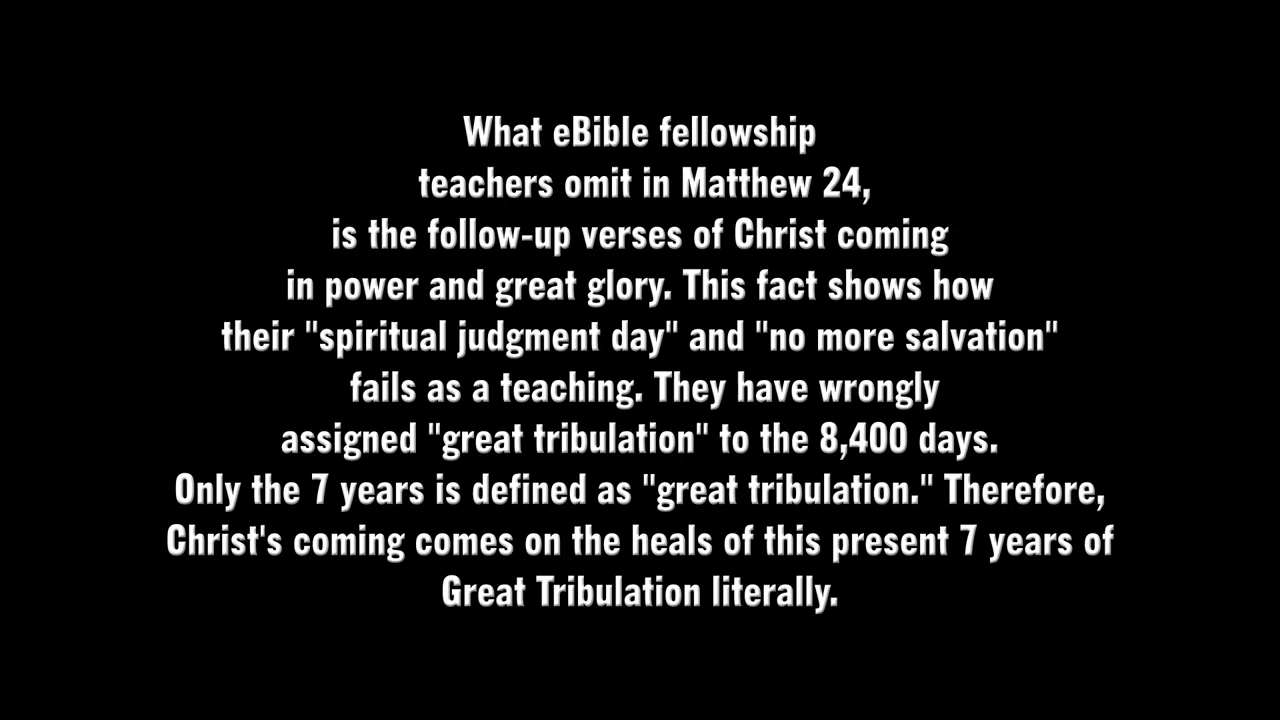 What eBible fellowship
teachers omit in Matthew 24,
is the follow-up verses of Christ coming
in power and great glory. This fact shows how
their "spiritual judgment day" and "no more salvation"
fails as a teaching. They have wrongly
assigned "great tribulation" to the 8,400 days.
Only the 7 years is defined as "great tribulation." Therefore,
Christ's coming comes on the heals of this present 7 years of
Great Tribulation literally.